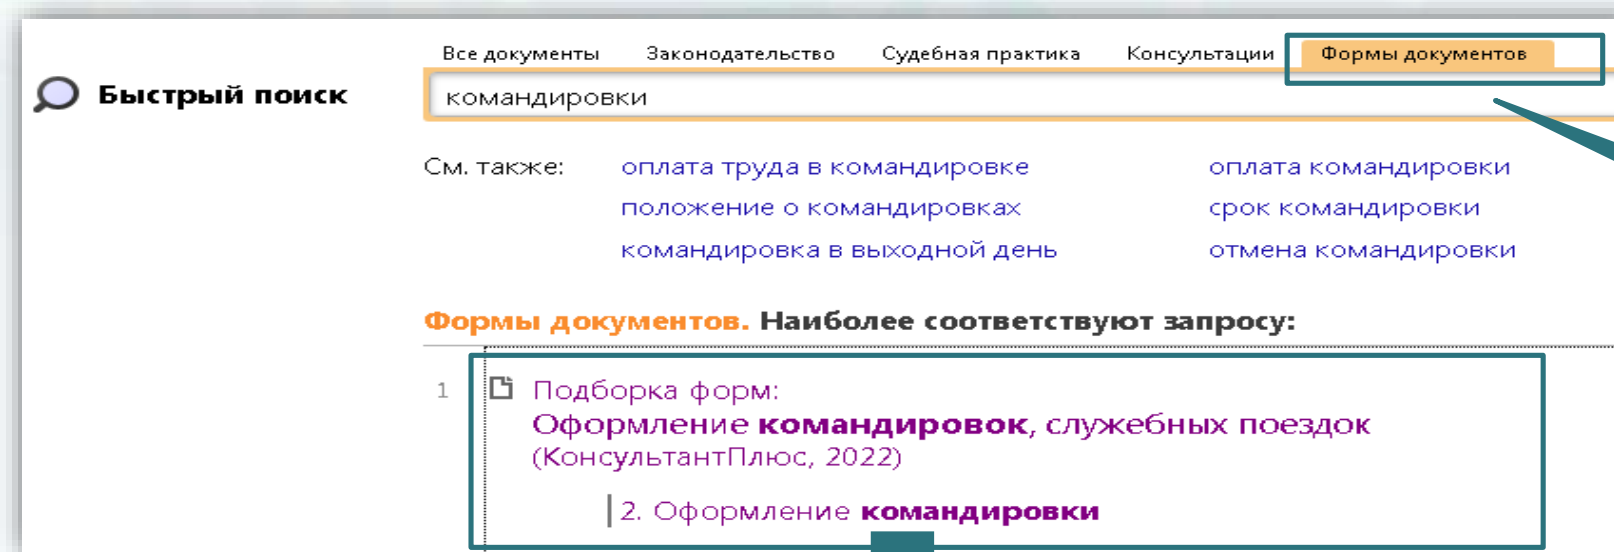 Все документы Законодательство Судебная практика Консультации Формы документов
Быстрый поиск
командировки
См. также: оплата труда в командировке оплата командировки
положение о командировках срок командировки
командировка в выходной день отмена командировки
Формы документов. Наиболее соответствуют запросу:
1 Подборка форм:
Оформление командировок, служебных поездок
(КонсультантПлюс, 2022)
2. Оформление командировки